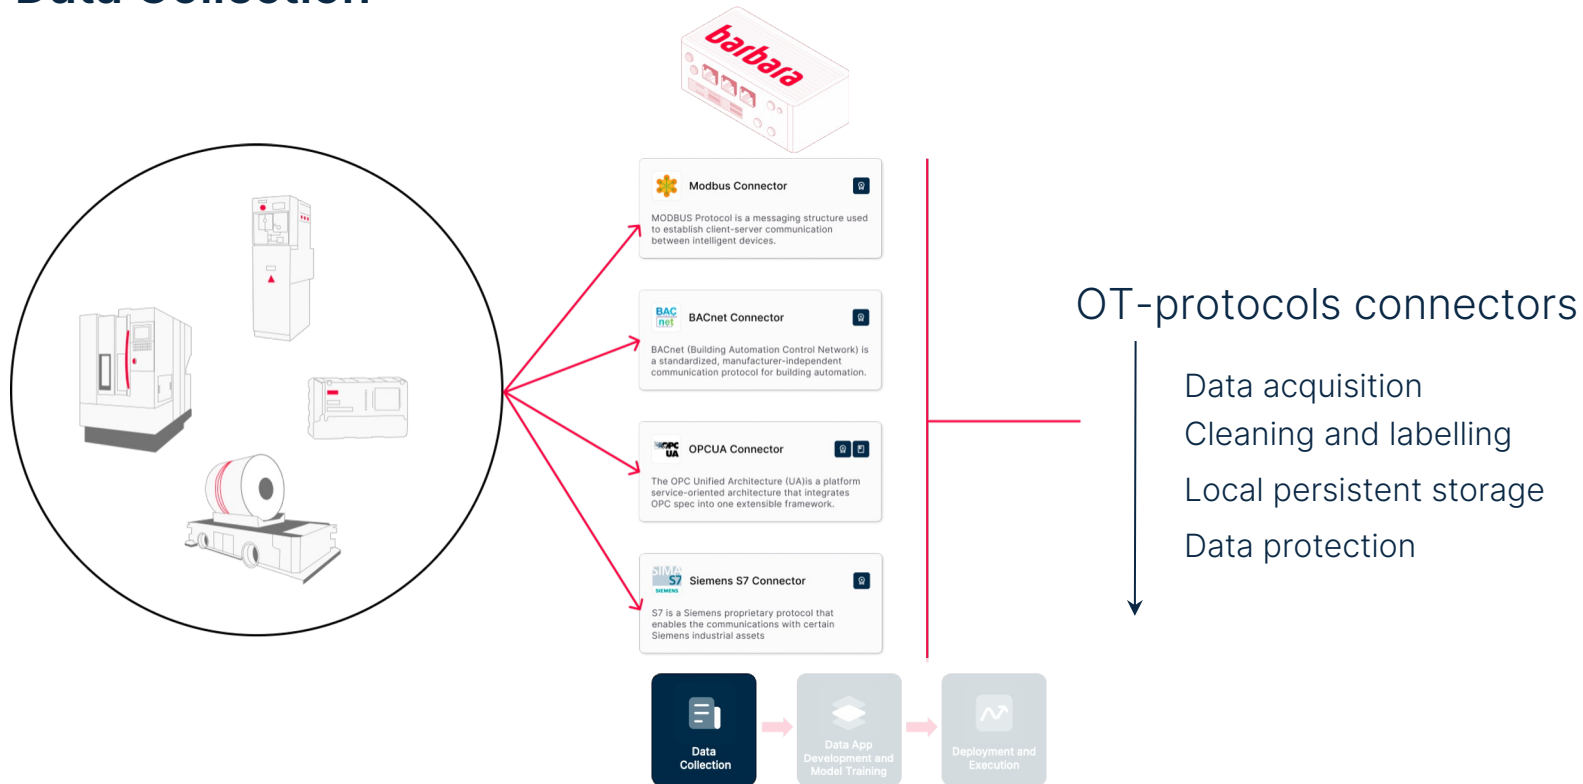 Data Collection
barbara
Modbus Connector
MODBUS Protocol is a messaging structure used
to establish client-server communication
between intelligent devices.
BAC
net
BACnet Connector
BACnet (Building Automation Control Network) is
a standardized, manufacturer-independent
communication protocol for building automation.
OPC
UA
OPCUA Connector
The OPC Unified Architecture (UA)is a platform
service-oriented architecture that integrates
OPC spec into one extensible framework.
SIMA
S7
SIEMENS
Siemens S7 Connector
S7 is a Siemens proprietary protocol that
enables the communications with certain
Siemens industrial assets
OT-protocols connectors
Data acquisition
Cleaning and labelling
Local persistent storage
Data protection
Data
Collection
Data App
Development and
Model Training
Deployment and
Execution